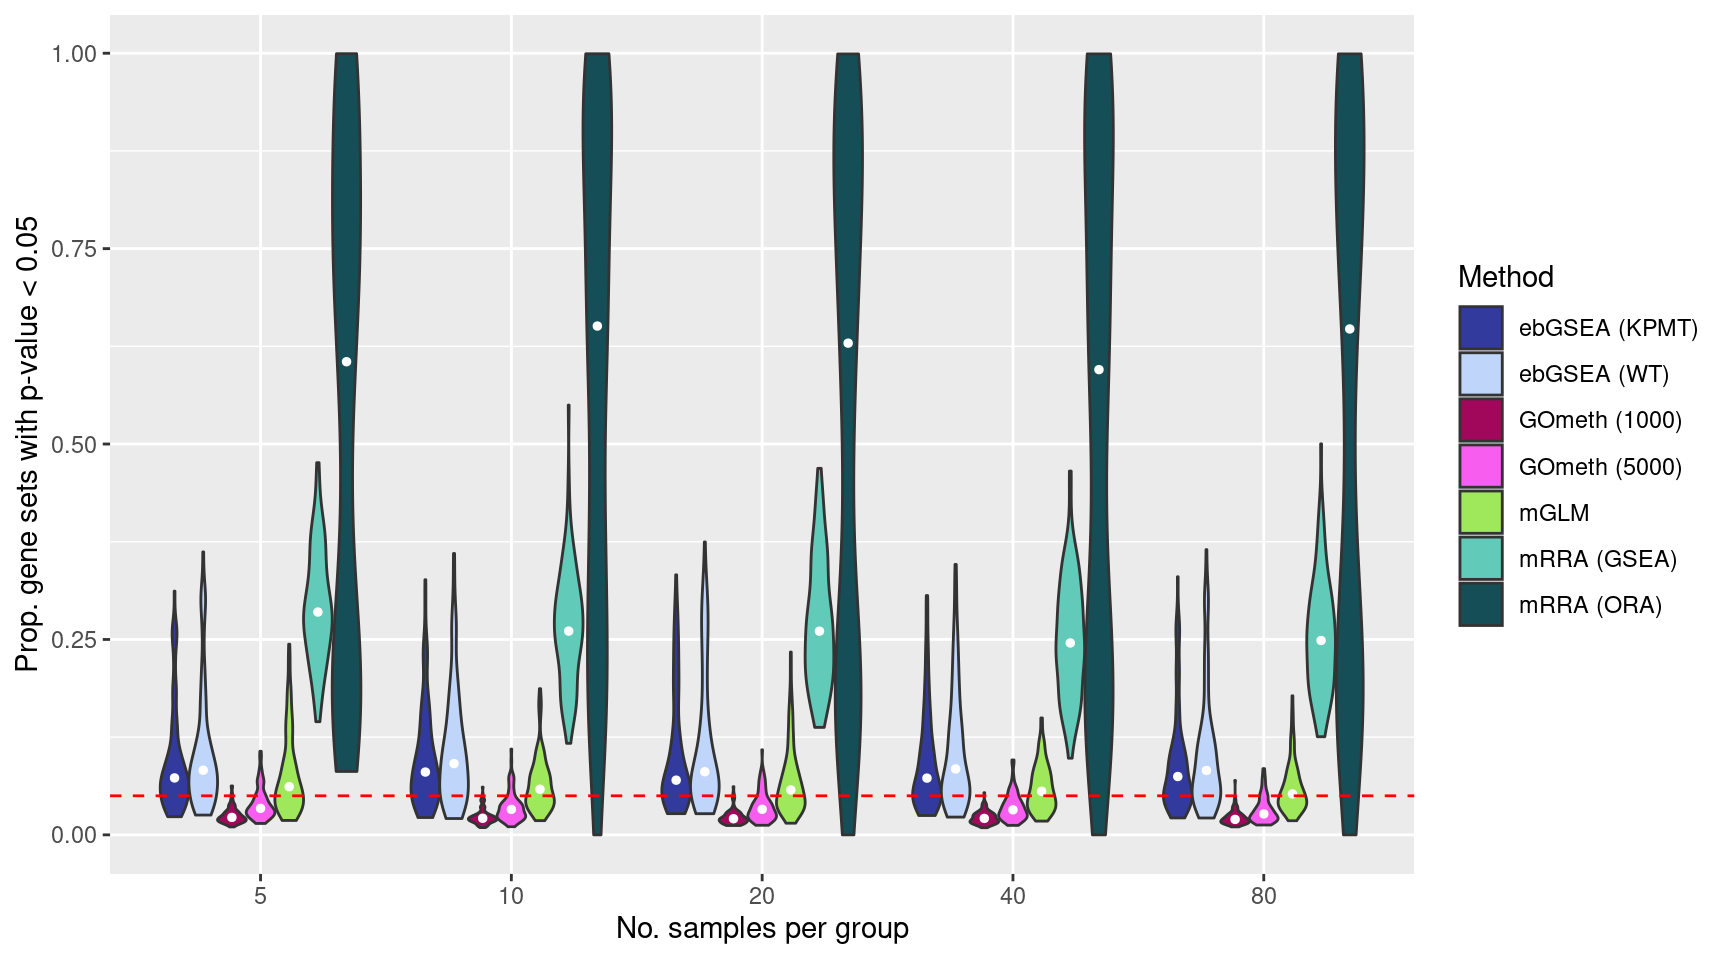 Prop. gene sets with p-value < 0.05
1.00
0.75
0.50
0.25
0.00
5 10 20 40 80
No. samples per group
Method
ebGSEA (KPMT)
ebGSEA (WT)
GOmeth (1000)
GOmeth (5000)
mGLM
mRRA (GSEA)
mRRA (ORA)